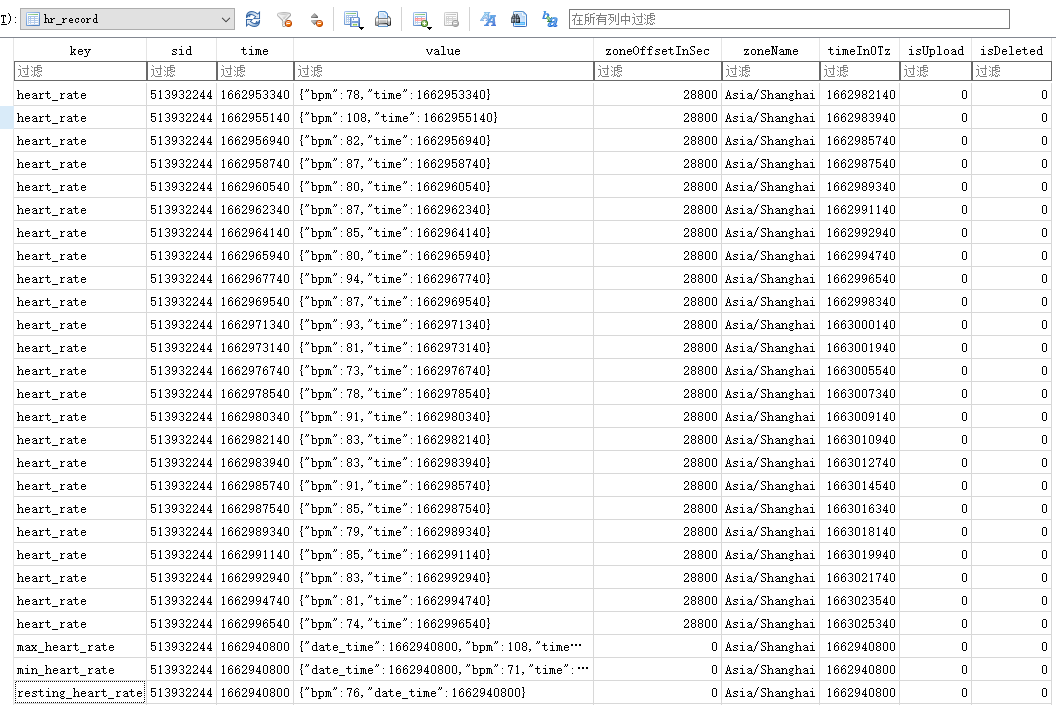 T): hr_record 在所有列中过滤
key sid time value zoneOffsetInSec zoneName timeInOTz isUpload isDeleted
过滤 过滤 过滤 过滤 过滤 过滤 过滤 过滤 过滤
heart_rate 513932244 1662953340 {"bpm":78,"time":1662953340} 28800 Asia/Shanghai 1662982140 0 0
heart_rate 513932244 1662955140 {"bpm":108,"time":1662955140} 28800 Asia/Shanghai 1662983940 0 0
heart_rate 513932244 1662956940 {"bpm":82,"time":1662956940} 28800 Asia/Shanghai 1662985740 0 0
heart_rate 513932244 1662958740 {"bpm":87,"time":1662958740} 28800 Asia/Shanghai 1662987540 0 0
heart_rate 513932244 1662960540 {"bpm":80,"time":1662960540} 28800 Asia/Shanghai 1662989340 0 0
heart_rate 513932244 1662962340 {"bpm":87,"time":1662962340} 28800 Asia/Shanghai 1662991140 0 0
heart_rate 513932244 1662964140 {"bpm":85,"time":1662964140} 28800 Asia/Shanghai 1662992940 0 0
heart_rate 513932244 1662965940 {"bpm":80,"time":1662965940} 28800 Asia/Shanghai 1662994740 0 0
heart_rate 513932244 1662967740 {"bpm":94,"time":1662967740} 28800 Asia/Shanghai 1662996540 0 0
heart_rate 513932244 1662969540 {"bpm":87,"time":1662969540} 28800 Asia/Shanghai 1662998340 0 0
heart_rate 513932244 1662971340 {"bpm":93,"time":1662971340} 28800 Asia/Shanghai 1663000140 0 0
heart_rate 513932244 1662973140 {"bpm":81,"time":1662973140} 28800 Asia/Shanghai 1663001940 0 0
heart_rate 513932244 1662976740 {"bpm":73,"time":1662976740} 28800 Asia/Shanghai 1663005540 0 0
heart_rate 513932244 1662978540 {"bpm":78,"time":1662978540} 28800 Asia/Shanghai 1663007340 0 0
heart_rate 513932244 1662980340 {"bpm":91,"time":1662980340} 28800 Asia/Shanghai 1663009140 0 0
heart_rate 513932244 1662982140 {"bpm":83,"time":1662982140} 28800 Asia/Shanghai 1663010940 0 0
heart_rate 513932244 1662983940 {"bpm":83,"time":1662983940} 28800 Asia/Shanghai 1663012740 0 0
heart_rate 513932244 1662985740 {"bpm":91,"time":1662985740} 28800 Asia/Shanghai 1663014540 0 0
heart_rate 513932244 1662987540 {"bpm":85,"time":1662987540} 28800 Asia/Shanghai 1663016340 0 0
heart_rate 513932244 1662989340 {"bpm":79,"time":1662989340} 28800 Asia/Shanghai 1663018140 0 0
heart_rate 513932244 1662991140 {"bpm":85,"time":1662991140} 28800 Asia/Shanghai 1663019940 0 0
heart_rate 513932244 1662992940 {"bpm":83,"time":1662992940} 28800 Asia/Shanghai 1663021740 0 0
heart_rate 513932244 1662994740 {"bpm":81,"time":1662994740} 28800 Asia/Shanghai 1663023540 0 0
heart_rate 513932244 1662996540 {"bpm":74,"time":1662996540} 28800 Asia/Shanghai 1663025340 0 0
max_heart_rate 513932244 1662940800 {"date_time":1662940800,"bpm":108,"time… 0 Asia/Shanghai 1662940800 0 0
min_heart_rate 513932244 1662940800 {"date_time":1662940800,"bpm":71,"time":… 0 Asia/Shanghai 1662940800 0 0
resting_heart_rate 513932244 1662940800 {"bpm":76,"date_time":1662940800} 0 Asia/Shanghai 1662940800 0 0